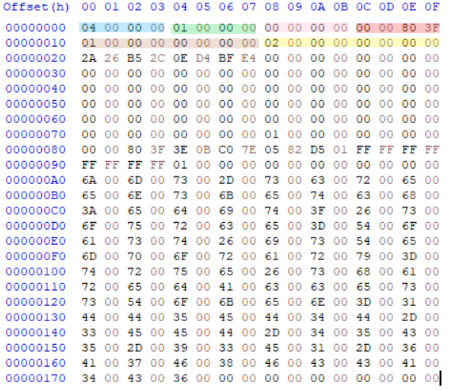 Offset(h) 00 01 02 03 04 05 06 07 08 09 0A 0B 0C 0D 0E 0F
00000000 04 00 00 00 01 00 00 00 00 00 00 00 00 00 80 3F
00000010 01 00 00 00 00 00 00 00 02 00 00 00 00 00 00 00
00000020 2A 26 B5 2C 0E D4 BF E4 00 00 00 00 00 00 00 00
00000030 00 00 00 00 00 00 00 00 00 00 00 00 00 00 00 00
00000040 00 00 00 00 00 00 00 00 00 00 00 00 00 00 00 00
00000050 00 00 00 00 00 00 00 00 00 00 00 00 00 00 00 00
00000060 00 00 00 00 00 00 00 00 00 00 00 00 00 00 00 00
00000070 00 00 00 00 00 00 00 00 01 00 00 00 00 00 00 00
00000080 00 00 80 3F 3E 0B C0 7E 05 82 D5 01 FF FF FF FF
00000090 FF FF FF FF 01 00 00 00 00 00 00 00 00 00 00 00
000000A0 6A 00 6D 00 73 00 2D 00 73 00 63 00 72 00 65 00
000000B0 65 00 6E 00 73 00 6B 00 65 00 74 00 63 00 68 00
000000C0 3A 00 65 00 64 00 69 00 74 00 3F 00 26 00 73 00
000000D0 6F 00 75 00 72 00 63 00 65 00 3D 00 54 00 6F 00
000000E0 61 00 73 00 74 00 26 00 69 00 73 00 54 00 65 00
000000F0 6D 00 70 00 6F 00 72 00 61 00 72 00 79 00 3D 00
00000100 74 00 72 00 75 00 65 00 26 00 73 00 68 00 61 00
00000110 72 00 65 00 64 00 41 00 63 00 63 00 65 00 73 00
00000120 73 00 54 00 6F 00 6B 00 65 00 6E 00 3D 00 31 00
00000130 44 00 44 00 35 00 45 00 44 00 34 00 44 00 2D 00
00000140 33 00 45 00 45 00 44 00 2D 00 34 00 35 00 43 00
00000150 35 00 2D 00 39 00 33 00 45 00 31 00 2D 00 36 00
00000160 41 00 37 00 46 00 38 00 46 00 43 00 43 00 41 00
00000170 34 00 43 00 36 00 00 00 00 00 00 00 00 00 00 00